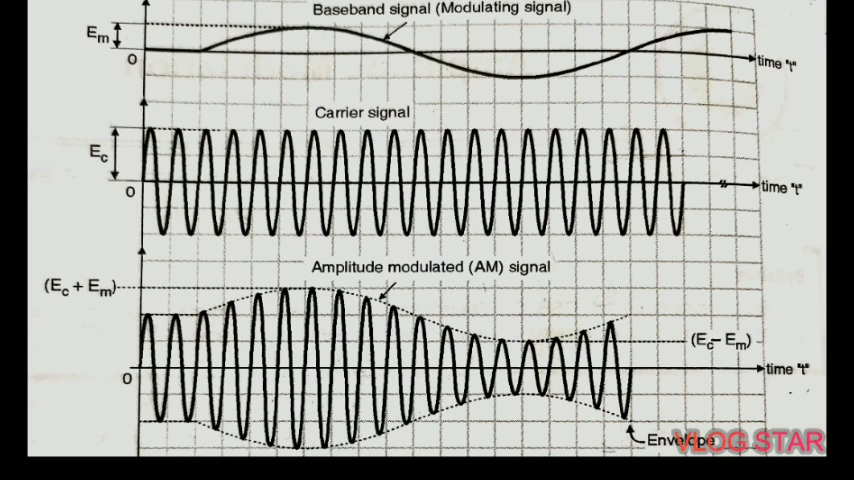 Baseband signal (Modulating signal)
Em
0
time "t"
Carrier signal
Ec
0
time "t"
Amplitude modulated (AM) signal
(Ec + Em)
(Ec- Em)
0
time "t"
Envelope
VLOG STAR